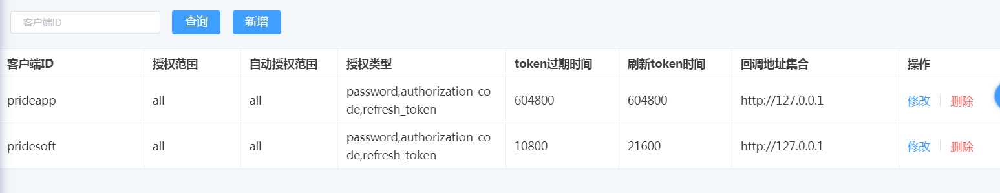 客户端ID 查询 新增
客户端ID 授权范围 自动授权范围 授权类型 token过期时间 刷新token时间 回调地址集合 操作
prideapp all all password,authorization_co 604800 604800 http://127.0.0.1 修改 删除
de,refresh_token
pridesoft all all password,authorization_co 10800 21600 http://127.0.0.1 修改 删除
de,refresh_token